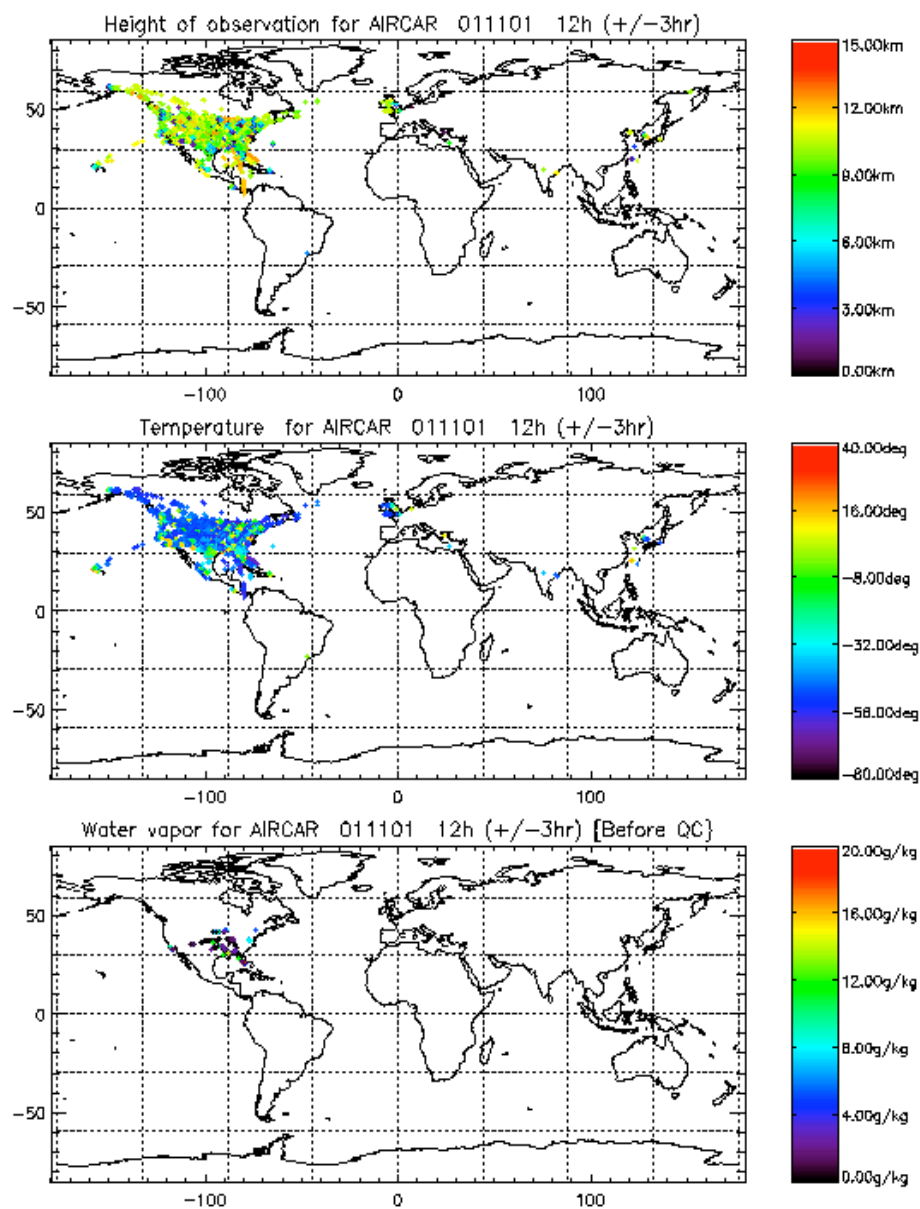 Height of observation for AIRCAR 011101 12h (+/-3hr)
50
0
-50
-100 0 100
15.00km
12.00km
9.00km
6.00km
3.00km
0.00km
Temperature for AIRCAR 011101 12h (+/-3hr)
50
0
-50
-100 0 100
40.00deg
16.00deg
-8.00deg
-32.00deg
-56.00deg
-80.00deg
Water vapor for AIRCAR 011101 12h (+/-3hr) [Before QC}
50
0
-50
-100 0 100
20.00g/kg
16.00g/kg
12.00g/kg
8.00g/kg
4.00g/kg
0.00g/kg